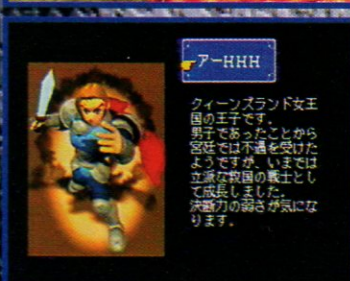 アーHHH
クィーンズランド女王
国の王子です。
男子であったことから
宮廷では不遇を受けた
ようですが、いまでは
立派な救国の戦士とし
て成長しました。
決断力の弱さが気にな
ります。